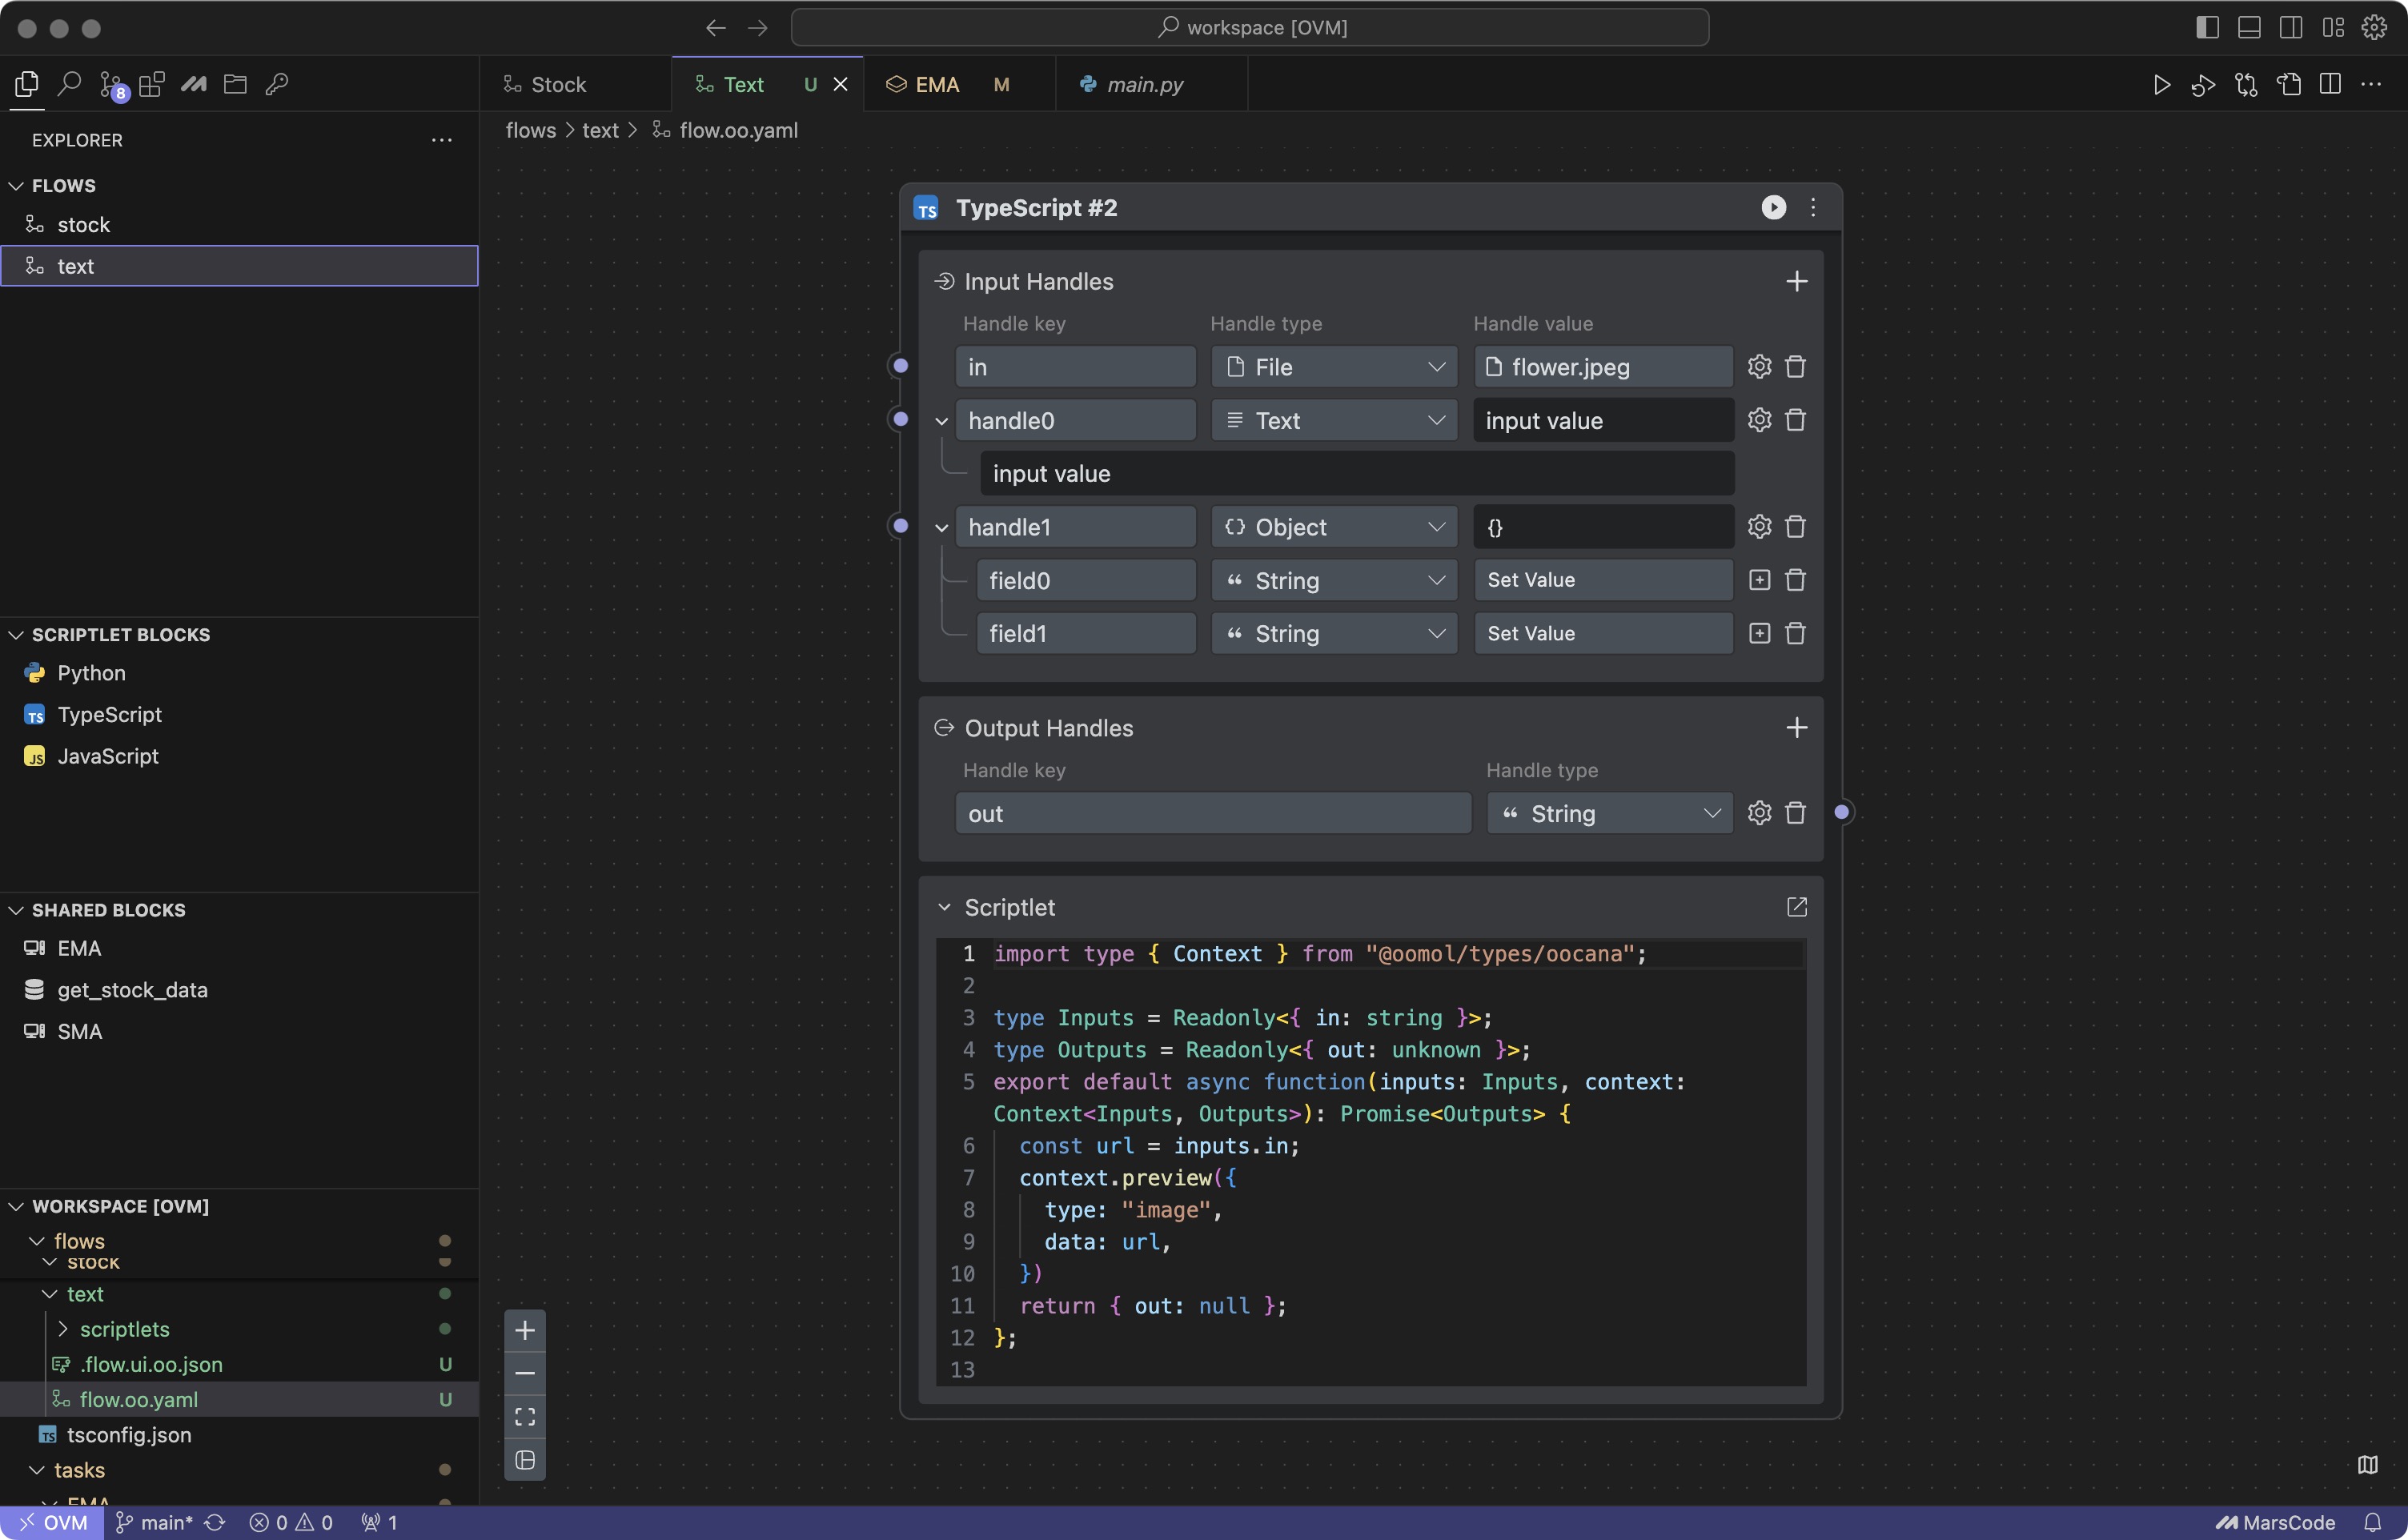 workspace [OVM]
8
Stock
Text U
EMA M
main.py
EXPLORER
flows > text > flow.oo.yaml
FLOWS
stock
text
SCRIPTLET BLOCKS
Python
TypeScript
JavaScript
SHARED BLOCKS
EMA
get_stock_data
SMA
WORKSPACE [OVM]
flows
stock
text
scriptlets
.flow.ui.oo.json U
flow.oo.yaml U
tsconfig.json
tasks
EMA
TS TypeScript #2
Input Handles
Handle key Handle type Handle value
in File flower.jpeg
handle0 Text input value
input value
handle1 {} Object {}
field0 “ String Set Value
field1 “ String Set Value
Output Handles
Handle key Handle type
out “ String
Scriptlet
1 import type { Context } from "@oomol/types/oocana";
2
3 type Inputs = Readonly<{ in: string }>;
4 type Outputs = Readonly<{ out: unknown }>;
5 export default async function(inputs: Inputs, context:
Context<Inputs, Outputs>): Promise<Outputs> {
6 const url = inputs.in;
7 context.preview({
8 type: "image",
9 data: url,
10 })
11 return { out: null };
12 };
13
OVM main* 0 0 1
MarsCode